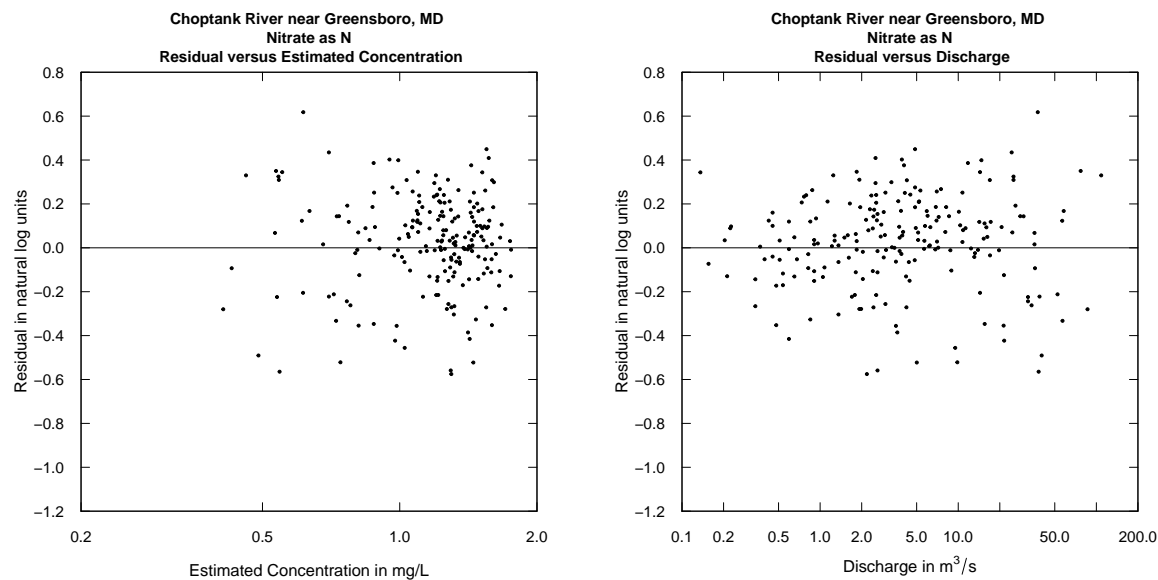 Choptank River near Greensboro, MD
Nitrate as N
Residual versus Estimated Concentration
Residual in natural log units
0.8
0.6
0.4
0.2
0.0
−0.2
−0.4
−0.6
−0.8
−1.0
−1.2
0.2 0.5 1.0 2.0
Estimated Concentration in mg/L
Choptank River near Greensboro, MD
Nitrate as N
Residual versus Discharge
Residual in natural log units
0.8
0.6
0.4
0.2
0.0
−0.2
−0.4
−0.6
−0.8
−1.0
−1.2
0.1 0.2 0.5 1.0 2.0 5.0 10.0 50.0 200.0
Discharge in m³/s